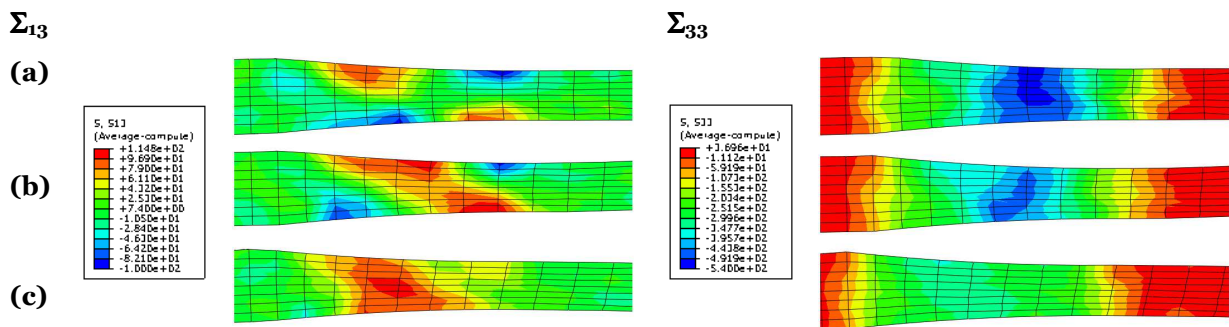 Σ₁₃
Σ₃₃
(a)
(b)
(c)
S, S13
(Average-compute)
+1.148e+02
+9.690e+01
+7.900e+01
+6.110e+01
+4.320e+01
+2.530e+01
+7.400e+00
-1.050e+01
-2.840e+01
-4.630e+01
-6.420e+01
-8.210e+01
-1.000e+02
S, S33
(Average-compute)
+3.696e+01
-1.112e+01
-5.919e+01
-1.073e+02
-1.553e+02
-2.034e+02
-2.515e+02
-2.996e+02
-3.477e+02
-3.957e+02
-4.438e+02
-4.919e+02
-5.400e+02